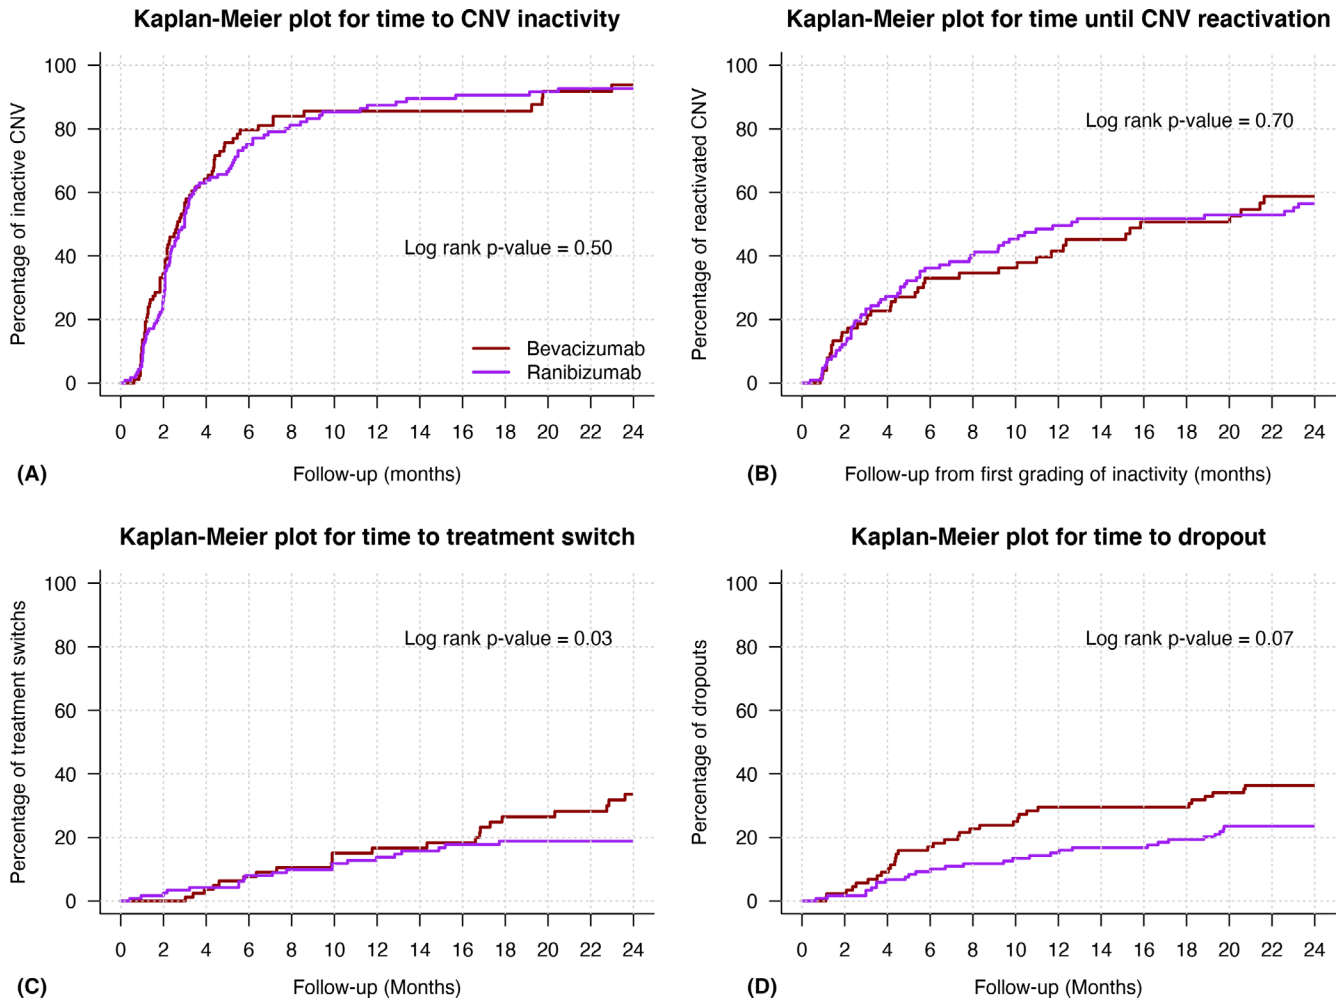 Kaplan-Meier plot for time to CNV inactivity
Percentage of inactive CNV
100
80
60
40
20
0
Log rank p-value = 0.50
Bevacizumab
Ranibizumab
0 2 4 6 8 10 12 14 16 18 20 22 24
(A)
Follow-up (months)
Kaplan-Meier plot for time until CNV reactivation
Percentage of reactivated CNV
100
80
60
40
20
0
Log rank p-value = 0.70
0 2 4 6 8 10 12 14 16 18 20 22 24
(B)
Follow-up from first grading of inactivity (months)
Kaplan-Meier plot for time to treatment switch
Percentage of treatment switchs
100
80
60
40
20
0
Log rank p-value = 0.03
0 2 4 6 8 10 12 14 16 18 20 22 24
(C)
Follow-up (Months)
Kaplan-Meier plot for time to dropout
Percentage of dropouts
100
80
60
40
20
0
Log rank p-value = 0.07
0 2 4 6 8 10 12 14 16 18 20 22 24
(D)
Follow-up (Months)